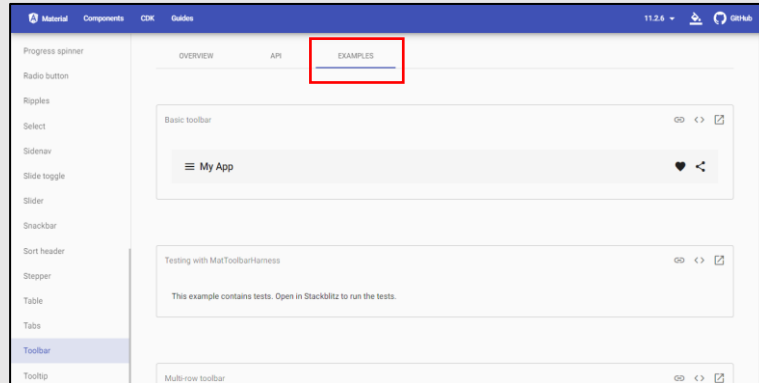 Material Components CDK Guides 11.2.6 GitHub
Progress spinner
Radio button
Ripples
Select
Sidenav
Slide toggle
Slider
Snackbar
Sort header
Stepper
Table
Tabs
Toolbar
Tooltip
OVERVIEW API EXAMPLES
Basic toolbar
My App
Testing with MatToolbarHarness
This example contains tests. Open in Stackblitz to run the tests.
Multi-row toolbar